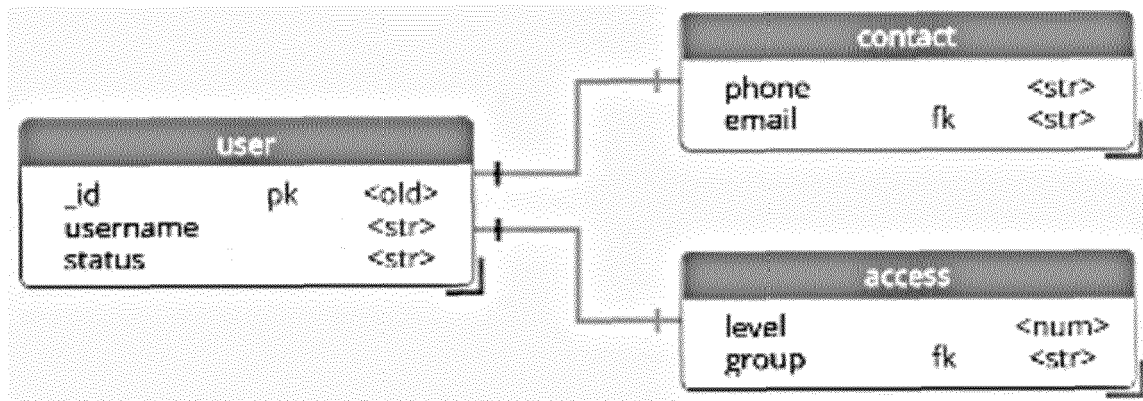 user
_id pk <old>
username <str>
status <str>
contact
phone <str>
email fk <str>
access
level <num>
group fk <str>